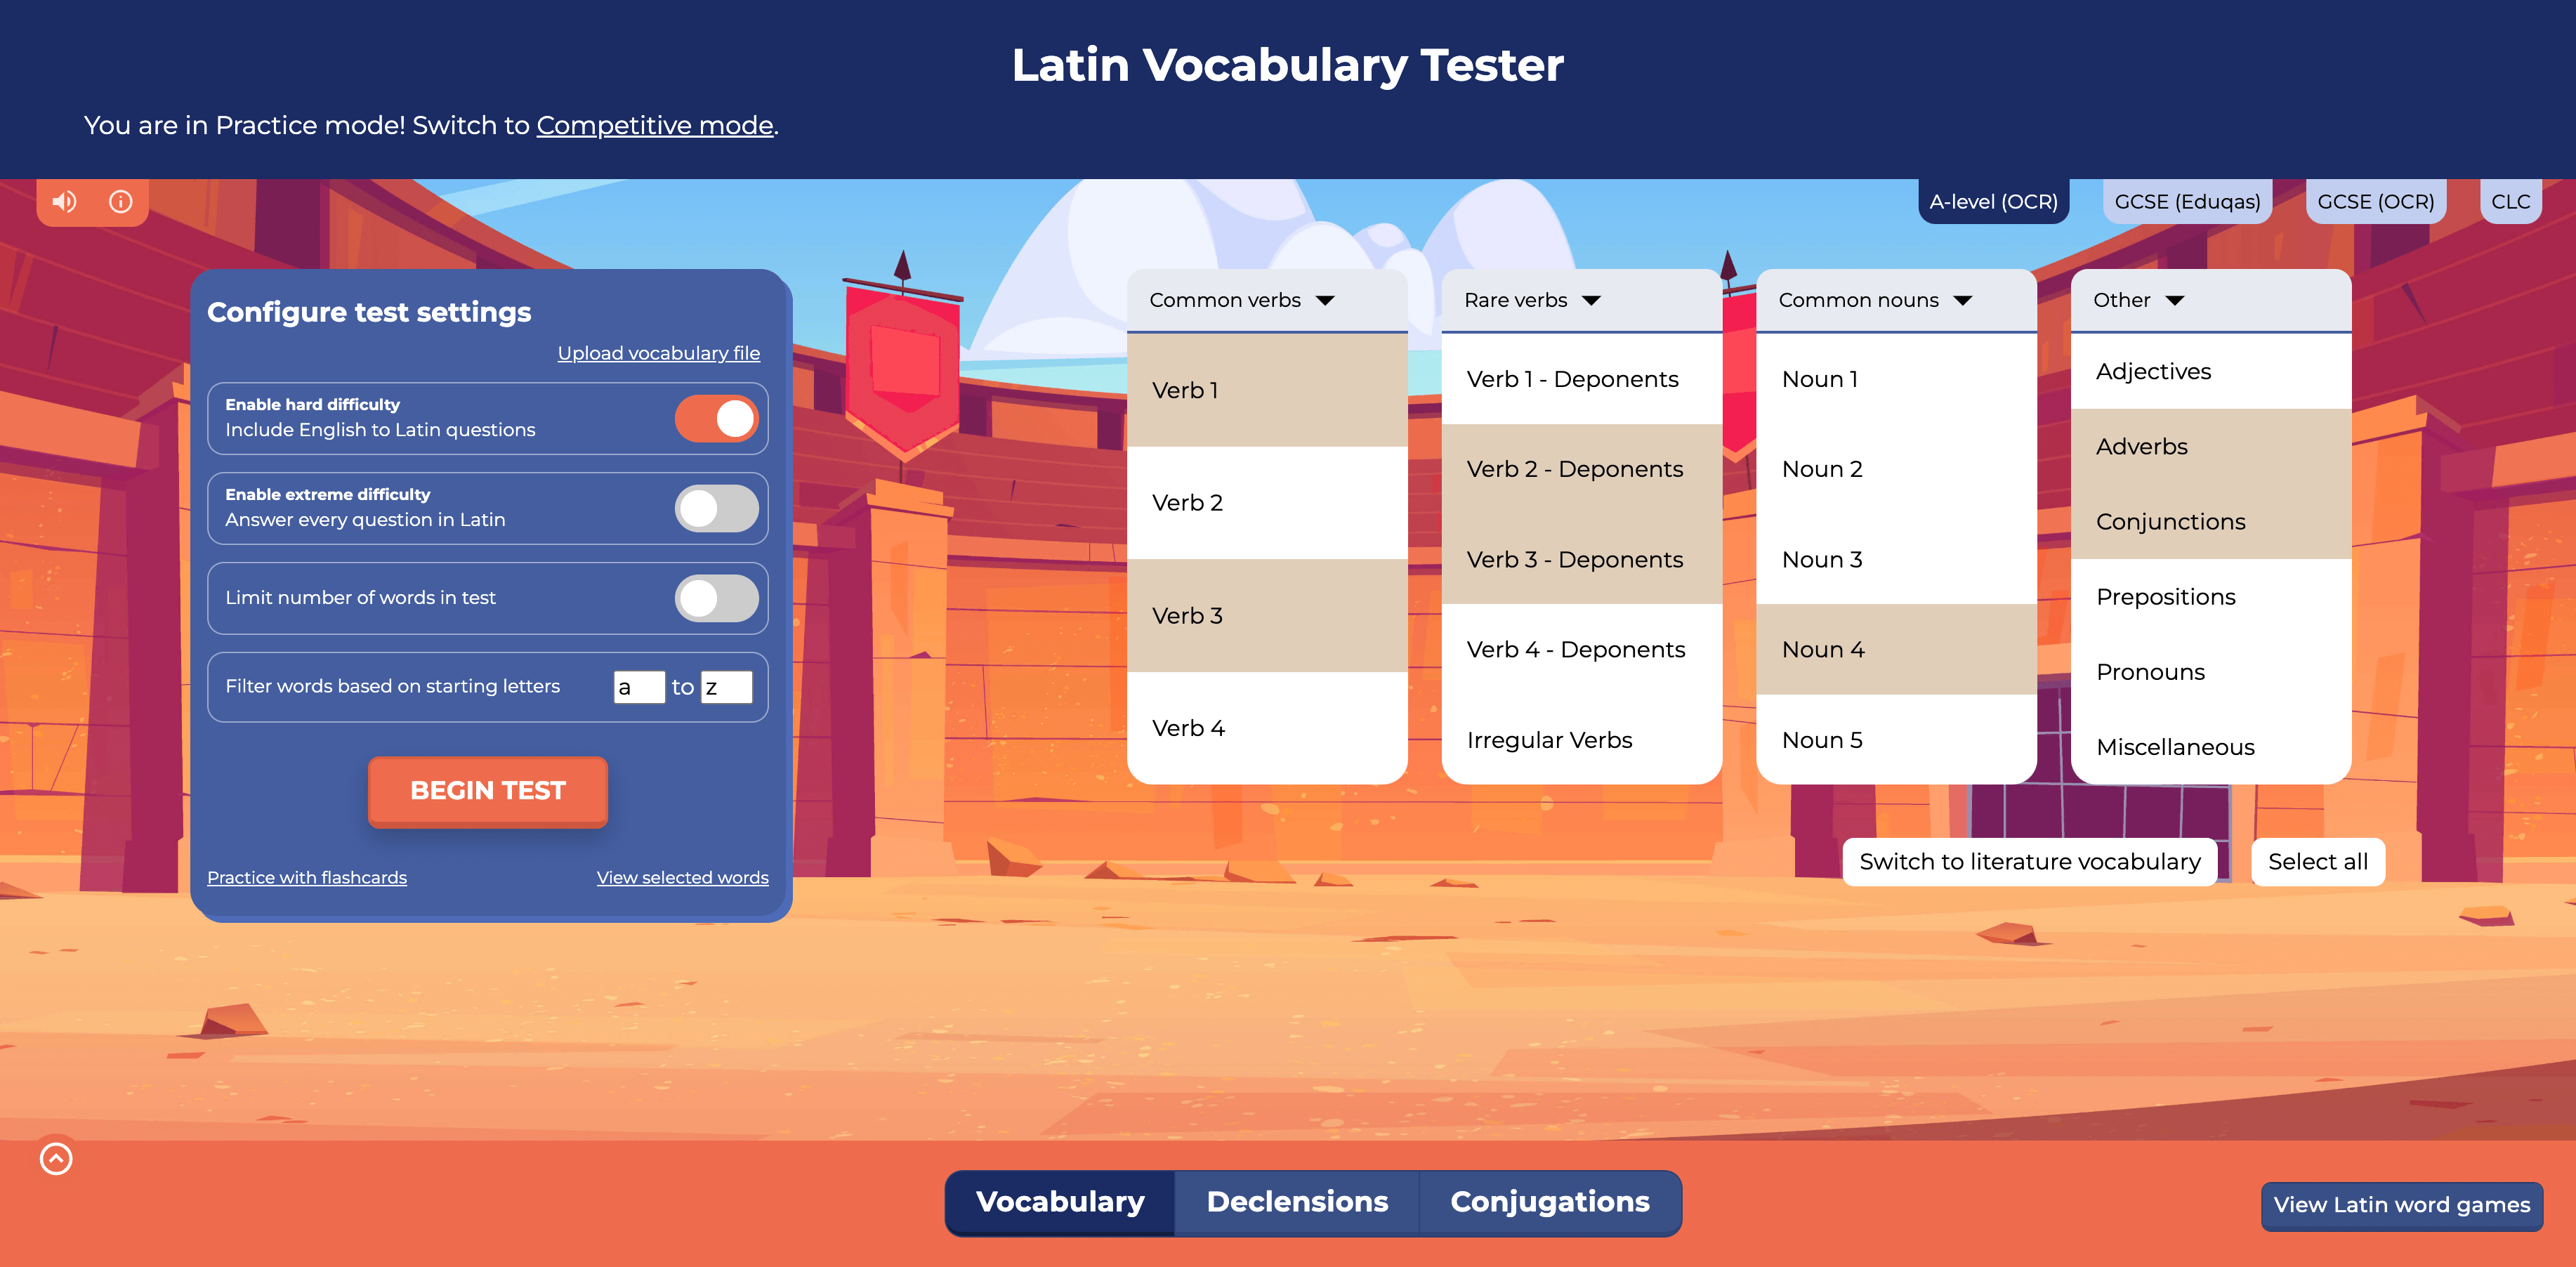 Latin Vocabulary Tester
You are in Practice mode! Switch to Competitive mode.
A-level (OCR)
GCSE (Eduqas)
GCSE (OCR)
CLC
Configure test settings
Upload vocabulary file
Enable hard difficulty
Include English to Latin questions
Enable extreme difficulty
Answer every question in Latin
Limit number of words in test
Filter words based on starting letters a to z
BEGIN TEST
Practice with flashcards
View selected words
Common verbs
Verb 1
Verb 2
Verb 3
Verb 4
Rare verbs
Verb 1 - Deponents
Verb 2 - Deponents
Verb 3 - Deponents
Verb 4 - Deponents
Irregular Verbs
Common nouns
Noun 1
Noun 2
Noun 3
Noun 4
Noun 5
Other
Adjectives
Adverbs
Conjunctions
Prepositions
Pronouns
Miscellaneous
Switch to literature vocabulary
Select all
Vocabulary
Declensions
Conjugations
View Latin word games